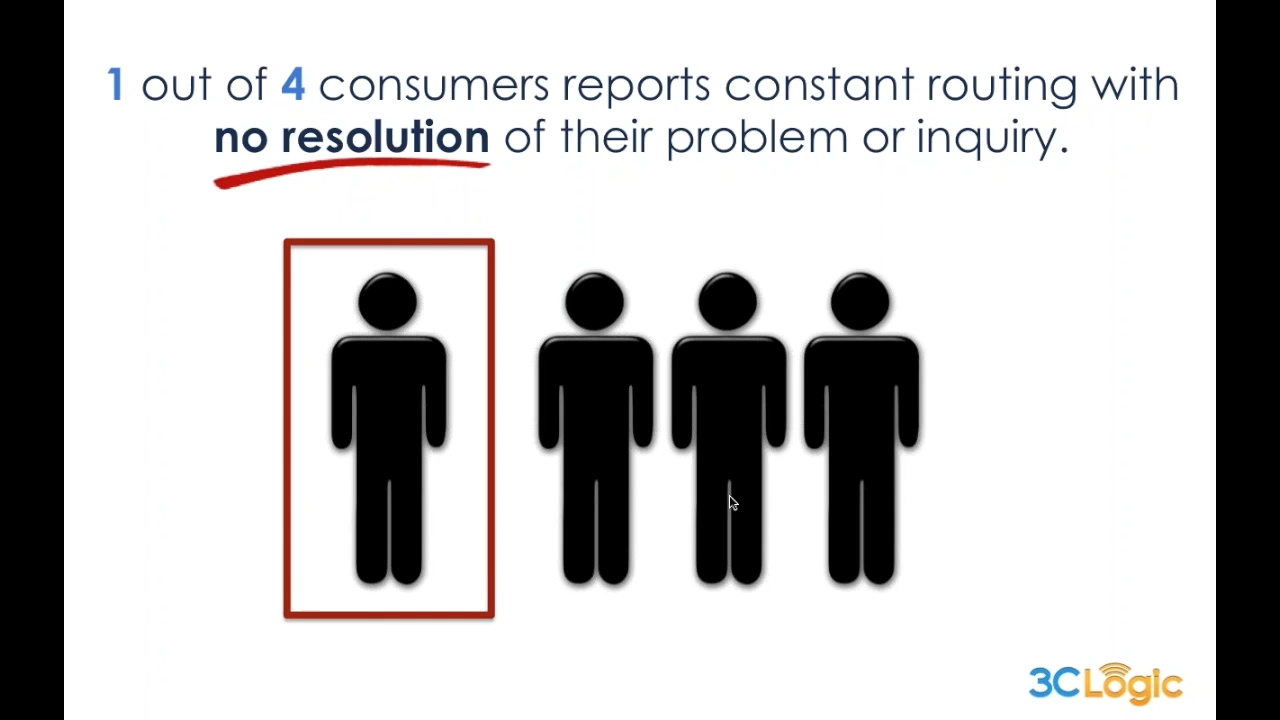 1 out of 4 consumers reports constant routing with
no resolution of their problem or inquiry.
3CLogic